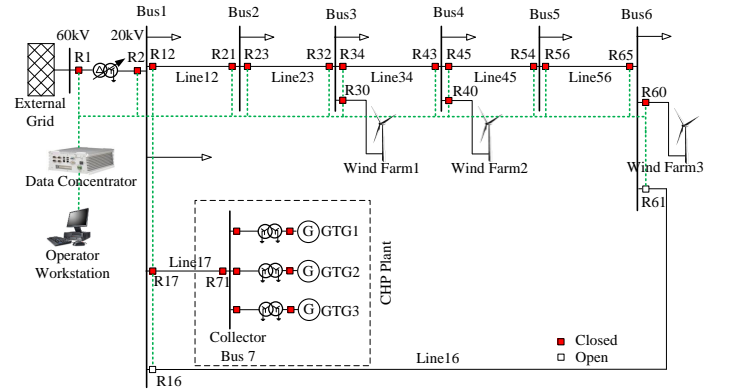 Bus1
Bus2
Bus3
Bus4
Bus5
Bus6
60kV
20kV
R1
R2
R12
R21
R23
R32
R34
R43
R45
R54
R56
R65
Line12
Line23
Line34
Line45
Line56
External
Grid
R30
R40
R60
Wind Farm1
Wind Farm2
Wind Farm3
Data Concentrator
R61
Operator
Workstation
G
GTG1
Line17
R17
R71
G
GTG2
G
GTG3
CHP Plant
Collector
Bus 7
Closed
Open
Line16
R16